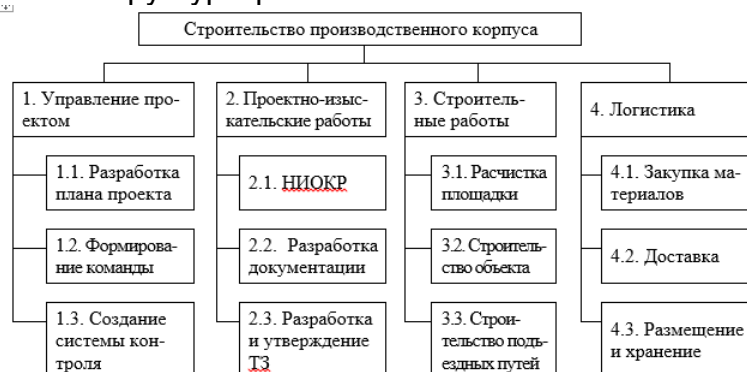 Строительство производственного корпуса
1. Управление про-
ектом
2. Проектно-изыс-
кательские работы
3. Строитель-
ные работы
4. Логистика
1.1. Разработка
плана проекта
2.1. НИОКР
3.1. Расчистка
площадки
4.1. Закупка ма-
териалов
1.2. Формирова-
ние команды
2.2. Разработка
документации
3.2. Строитель-
ство объекта
4.2. Доставка
1.3. Создание
системы кон-
троля
2.3. Разработка
и утверждение
ТЗ
3.3. Строи-
тельство подъ-
ездных путей
4.3. Размещение
и хранение